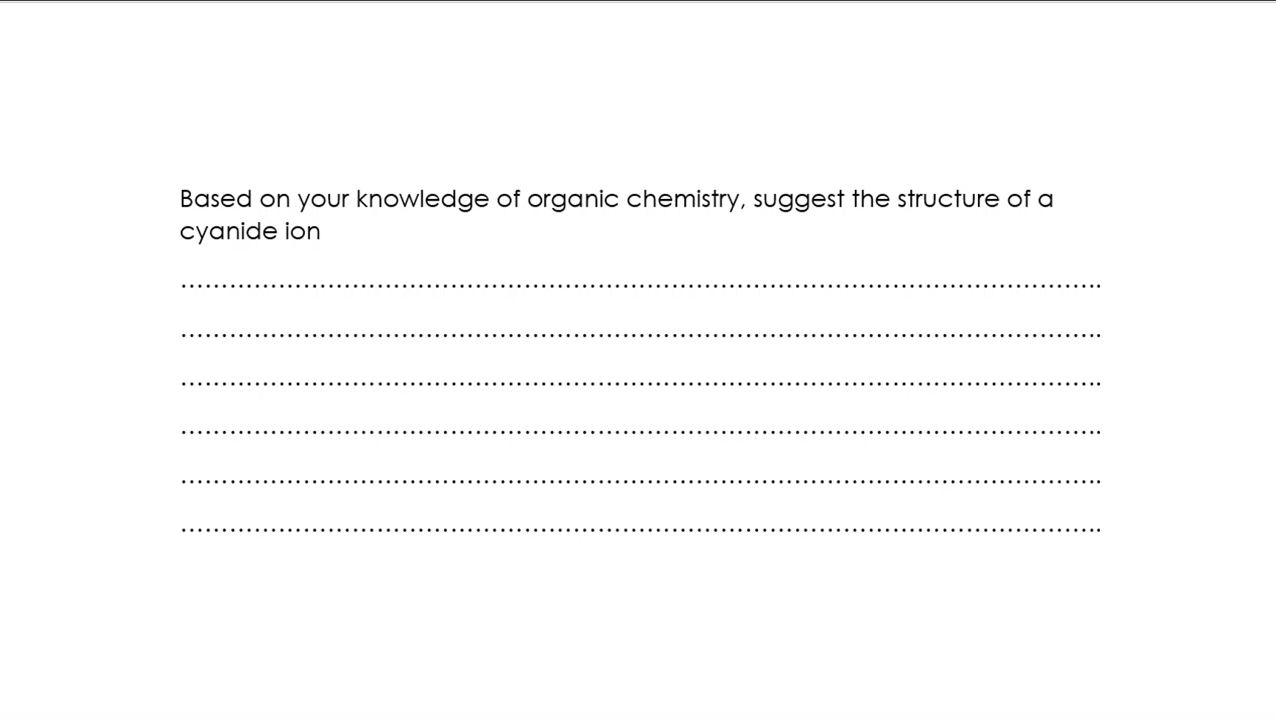 Based on your knowledge of organic chemistry, suggest the structure of a
cyanide ion